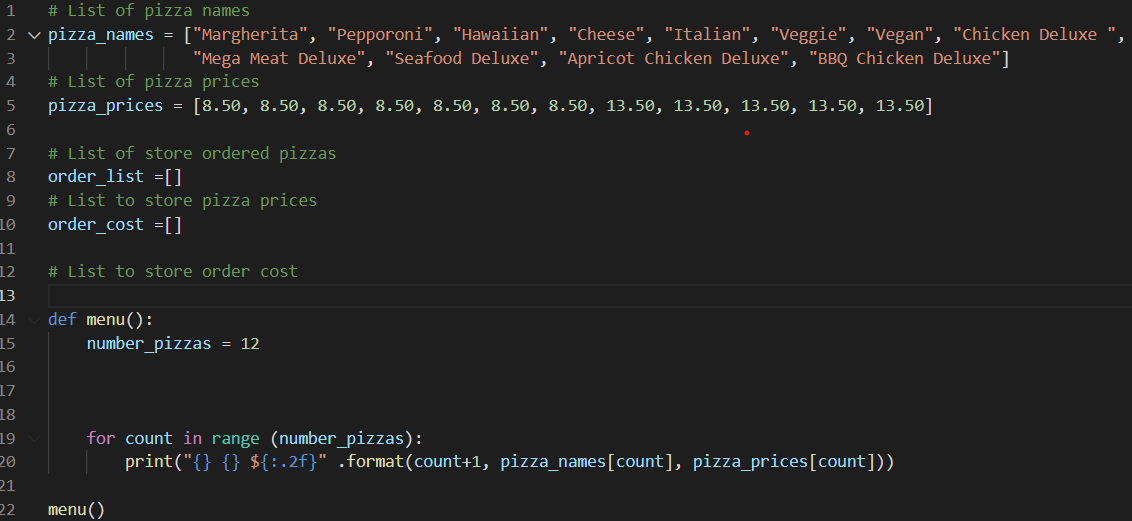 1 # List of pizza names
2 pizza_names = ["Margherita", "Pepporoni", "Hawaiian", "Cheese", "Italian", "Veggie", "Vegan", "Chicken Deluxe ",
3 "Mega Meat Deluxe", "Seafood Deluxe", "Apricot Chicken Deluxe", "BBQ Chicken Deluxe"]
4 # List of pizza prices
5 pizza_prices = [8.50, 8.50, 8.50, 8.50, 8.50, 8.50, 8.50, 13.50, 13.50, 13.50, 13.50, 13.50]
6
7 # List of store ordered pizzas
8 order_list =[]
9 # List to store pizza prices
10 order_cost =[]
11
12 # List to store order cost
13
14 def menu():
15 number_pizzas = 12
16
17
18
19 for count in range (number_pizzas):
20 print("{} {} ${:.2f}" .format(count+1, pizza_names[count], pizza_prices[count]))
21
22 menu()